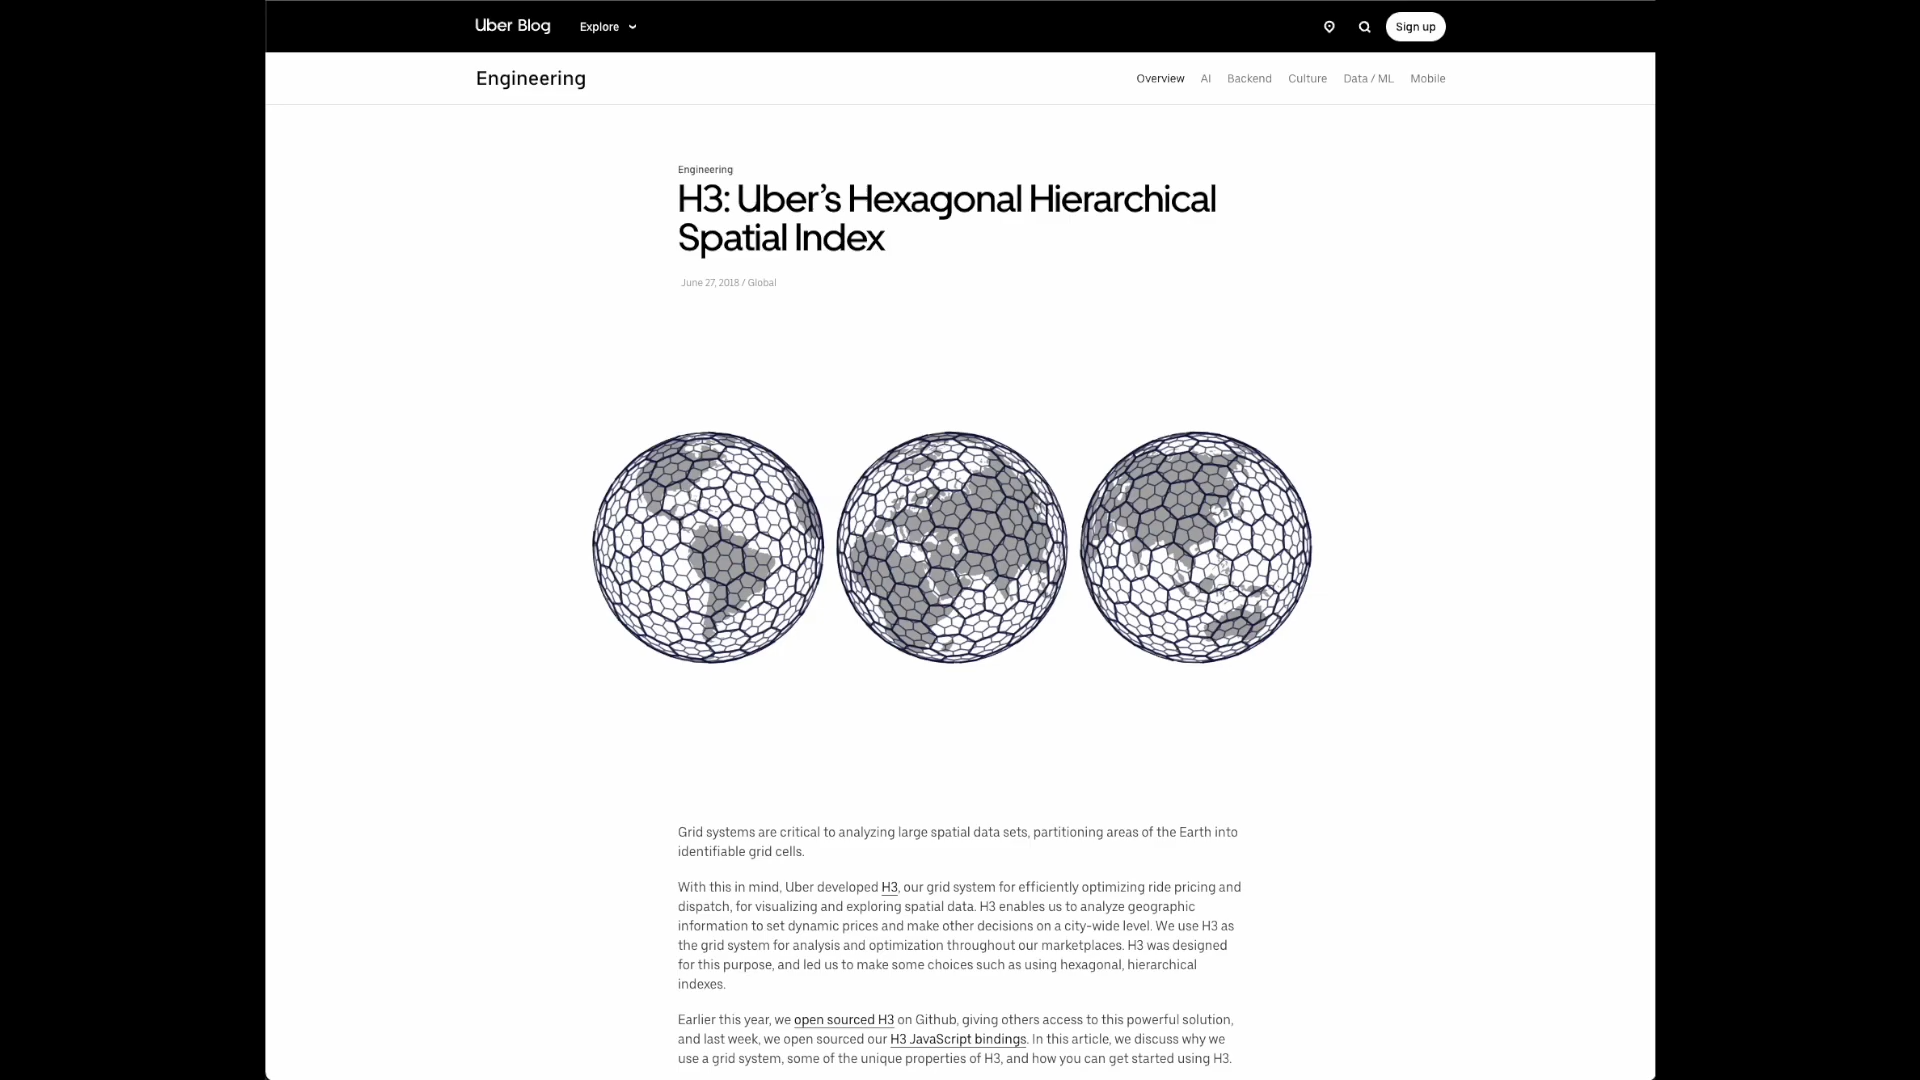 Uber Blog
Explore
Sign up
Engineering
Overview AI Backend Culture Data / ML Mobile
Engineering
H3: Uber’s Hexagonal Hierarchical
Spatial Index
June 27, 2018 / Global
Grid systems are critical to analyzing large spatial data sets, partitioning areas of the Earth into
identifiable grid cells.
With this in mind, Uber developed H3, our grid system for efficiently optimizing ride pricing and
dispatch, for visualizing and exploring spatial data. H3 enables us to analyze geographic
information to set dynamic prices and make other decisions on a city-wide level. We use H3 as
the grid system for analysis and optimization throughout our marketplaces. H3 was designed
for this purpose, and led us to make some choices such as using hexagonal, hierarchical
indexes.
Earlier this year, we open sourced H3 on Github, giving others access to this powerful solution,
and last week, we open sourced our H3 JavaScript bindings. In this article, we discuss why we
use a grid system, some of the unique properties of H3, and how you can get started using H3.